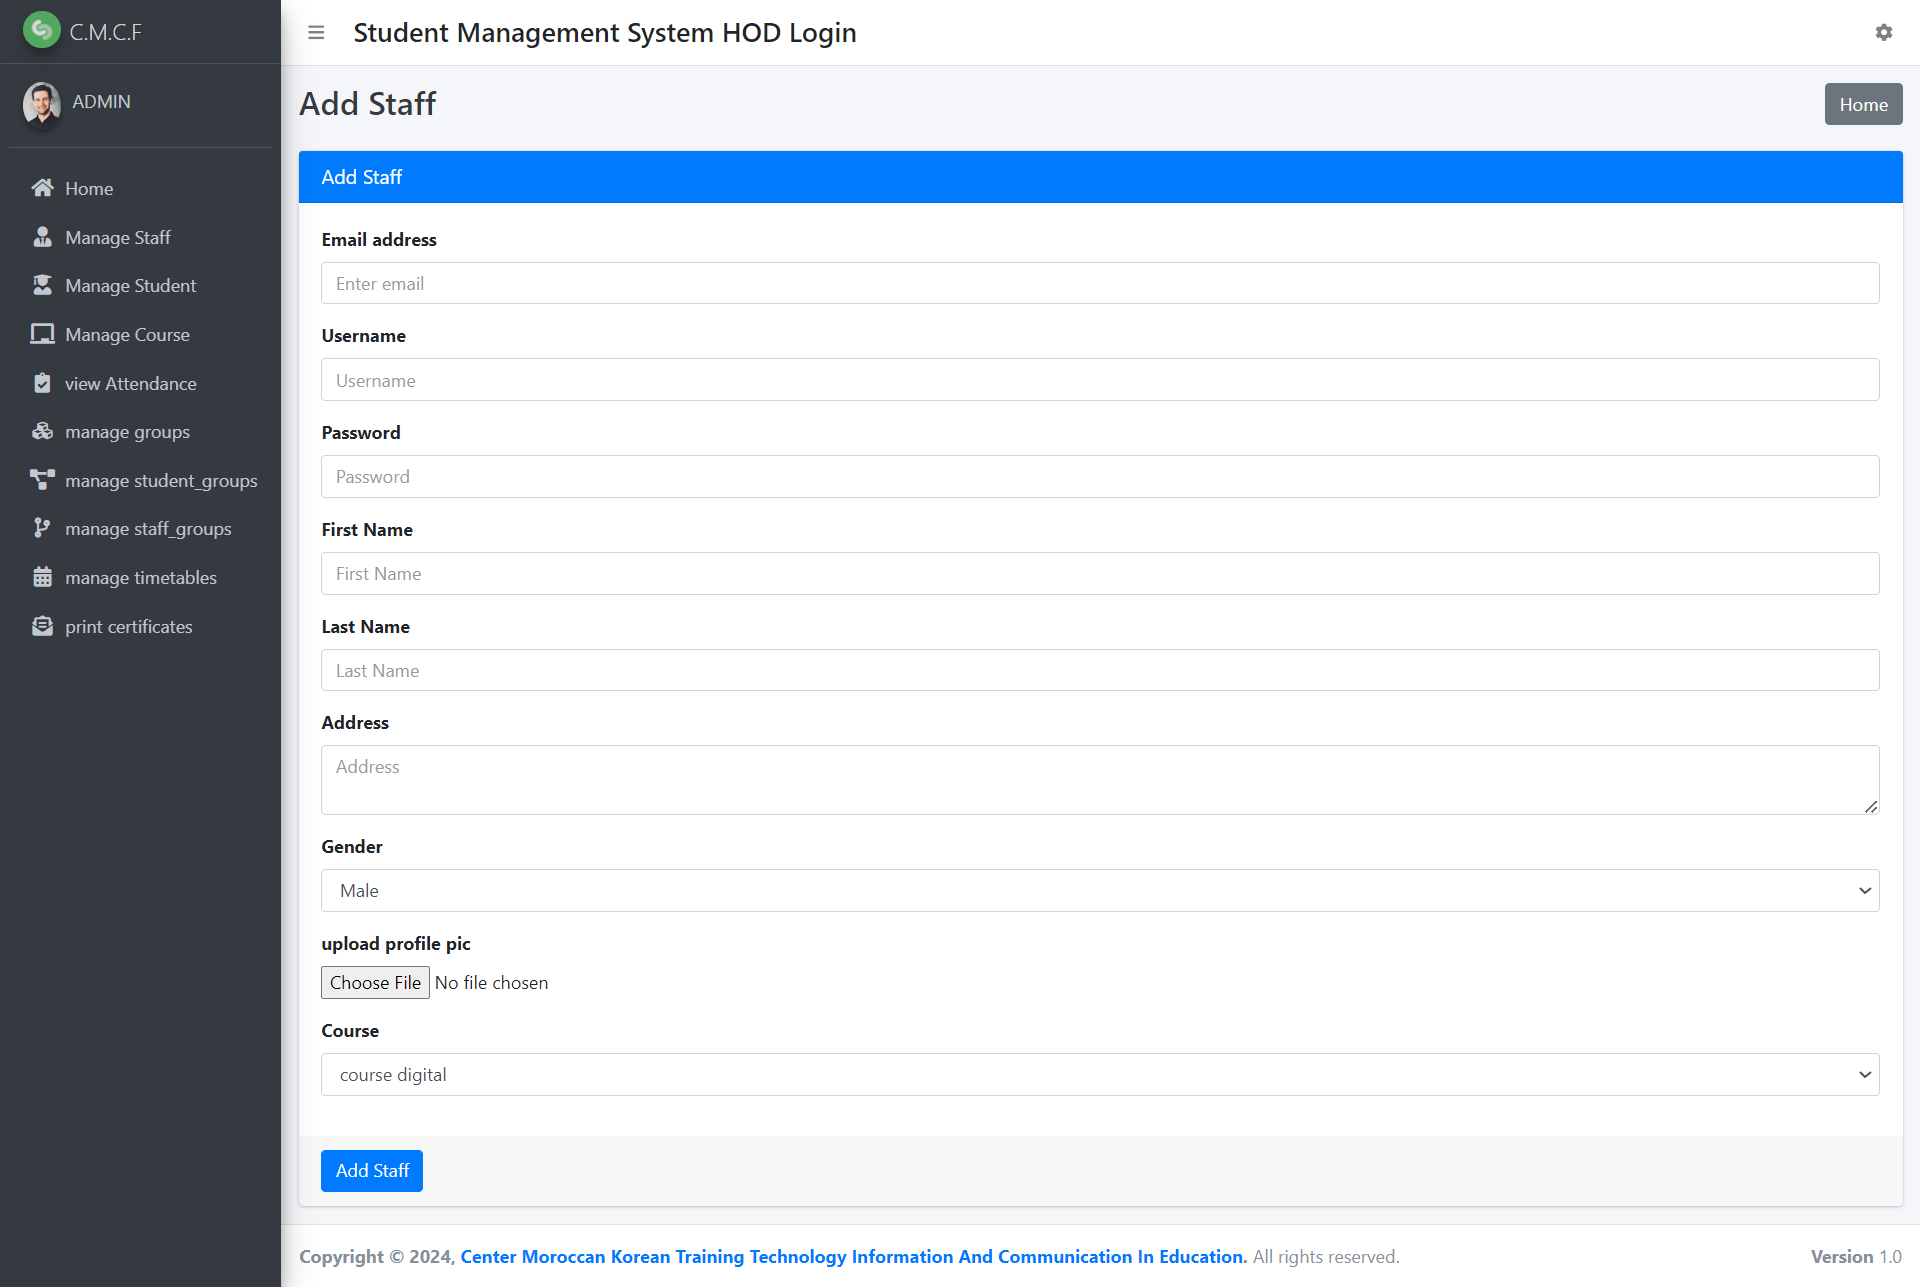 C.M.C.F
ADMIN
Home
Manage Staff
Manage Student
Manage Course
view Attendance
manage groups
manage student_groups
manage staff_groups
manage timetables
print certificates
Student Management System HOD Login
Add Staff
Home
Add Staff
Email address
Enter email
Username
Username
Password
Password
First Name
First Name
Last Name
Last Name
Address
Address
Gender
Male
upload profile pic
Choose File No file chosen
Course
course digital
Add Staff
Copyright © 2024, Center Moroccan Korean Training Technology Information And Communication In Education. All rights reserved.
Version 1.0